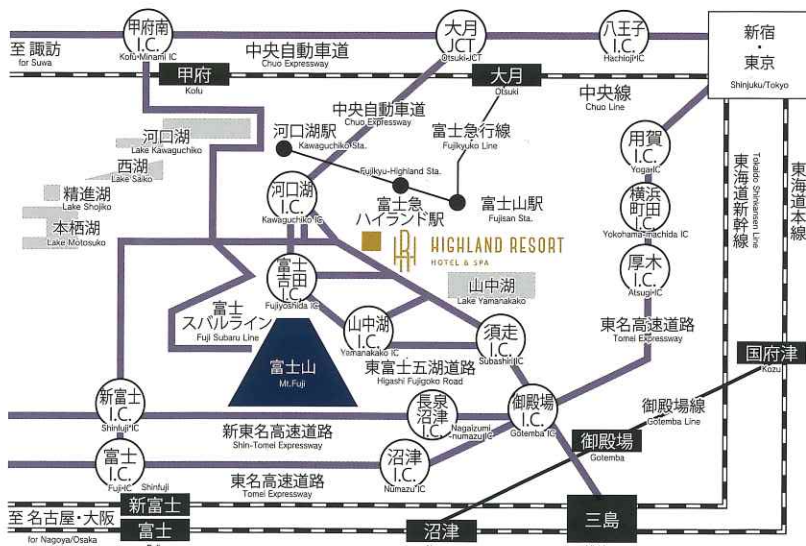 甲府南
I.C.
Kofu-Minami IC
大月
JCT
Otsuki-JCT
八王子
I.C.
Hachioji-IC
新宿
・
東京
Shinjuku/Tokyo
至 諏訪
for Suwa
中央自動車道
Chuo Expressway
甲府
Kofu
大月
Otsuki
中央自動車道
Chuo Expressway
中央線
Chuo Line
河口湖
Lake Kawaguchiko
河口湖駅
Kawaguchiko Sta.
富士急行線
Fujikyuko Line
用賀
I.C.
Yoga-IC
西湖
Lake Saiko
Fujikyu-Highland Sta.
富士急
ハイランド駅
富士山駅
Fujisan Sta.
東海道新幹線
Tokaido Shinkansen Line
東海道本線
精進湖
Lake Shojiko
河口湖
I.C.
Kawaguchiko IC
横浜
町田
I.C.
Yokohama-machida IC
本栖湖
Lake Motosuko
HIGHLAND RESORT
HOTEL & SPA
厚木
I.C.
Atsugi-IC
富士
吉田
I.C.
Fujiyoshida IC
山中湖
Lake Yamanakako
富士
スバルライン
Fuji Subaru Line
山中湖
I.C.
Yomanakako IC
須走
I.C.
Subashiri IC
東名高速道路
Tomei Expressway
富士山
Mt.Fuji
東富士五湖道路
Higashi Fujigoko Road
国府津
Kozu
新富士
I.C.
Shinfuji-IC
長泉
沼津
I.C.
Nagaizumi
-numazu IC
御殿場
I.C.
Gotemba IC
御殿場線
Gotemba Line
新東名高速道路
Shin-Tomei Expressway
御殿場
Gotemba
富士
I.C.
Fuji-IC
沼津
I.C.
Numazu IC
東名高速道路
Tomei Expressway
Shinfuji
新富士
至 名古屋・大阪
for Nagoya/Osaka
富士
沼津
三島